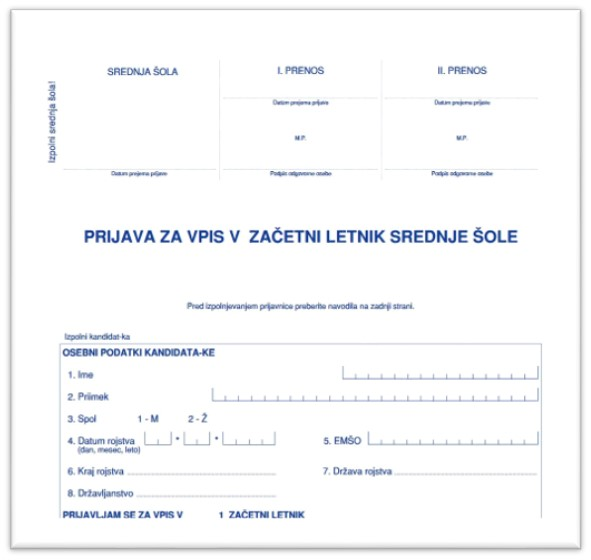 Izpolni srednja šola!
SREDNJA ŠOLA
I. PRENOS
II. PRENOS
Datum prejema prijave
Datum prejema prijave
M.P.
M.P.
Datum prejema prijave
Podpis odgovorne osebe
Podpis odgovorne osebe
PRIJAVA ZA VPIS V ZAČETNI LETNIK SREDNJE ŠOLE
Pred izpolnjevanjem prijavnice preberite navodila na zadnji strani.
Izpolni kandidat-ka
OSEBNI PODATKI KANDIDATA-KE
1. Ime
2. Priimek
3. Spol 1 - M 2 - Ž
4. Datum rojstva 5. EMŠO
(dan, mesec, leto)
6. Kraj rojstva 7. Država rojstva
8. Državljanstvo
PRIJAVLJAM SE ZA VPIS V 1 ZAČETNI LETNIK